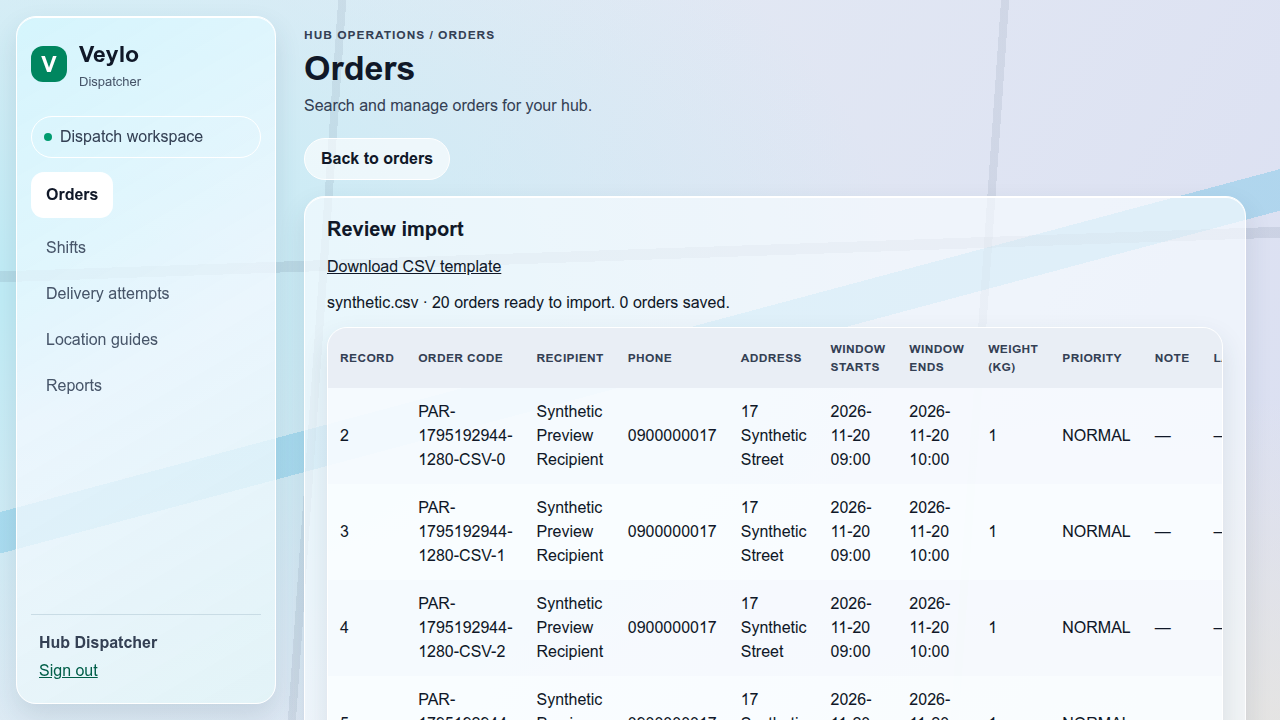 V
Veylo
Dispatcher
Dispatch workspace
Orders
Shifts
Delivery attempts
Location guides
Reports
Hub Dispatcher
Sign out
HUB OPERATIONS / ORDERS
Orders
Search and manage orders for your hub.
Back to orders
Review import
Download CSV template
synthetic.csv · 20 orders ready to import. 0 orders saved.
RECORD ORDER CODE RECIPIENT PHONE ADDRESS WINDOW STARTS WINDOW ENDS WEIGHT (KG) PRIORITY NOTE
2 PAR-1795192944-1280-CSV-0 Synthetic Preview Recipient 0900000017 17 Synthetic Street 2026-11-20 09:00 2026-11-20 10:00 1 NORMAL — —
3 PAR-1795192944-1280-CSV-1 Synthetic Preview Recipient 0900000017 17 Synthetic Street 2026-11-20 09:00 2026-11-20 10:00 1 NORMAL — —
4 PAR-1795192944-1280-CSV-2 Synthetic Preview Recipient 0900000017 17 Synthetic Street 2026-11-20 09:00 2026-11-20 10:00 1 NORMAL — —
PAR- Synthetic 17 2026- 2026-